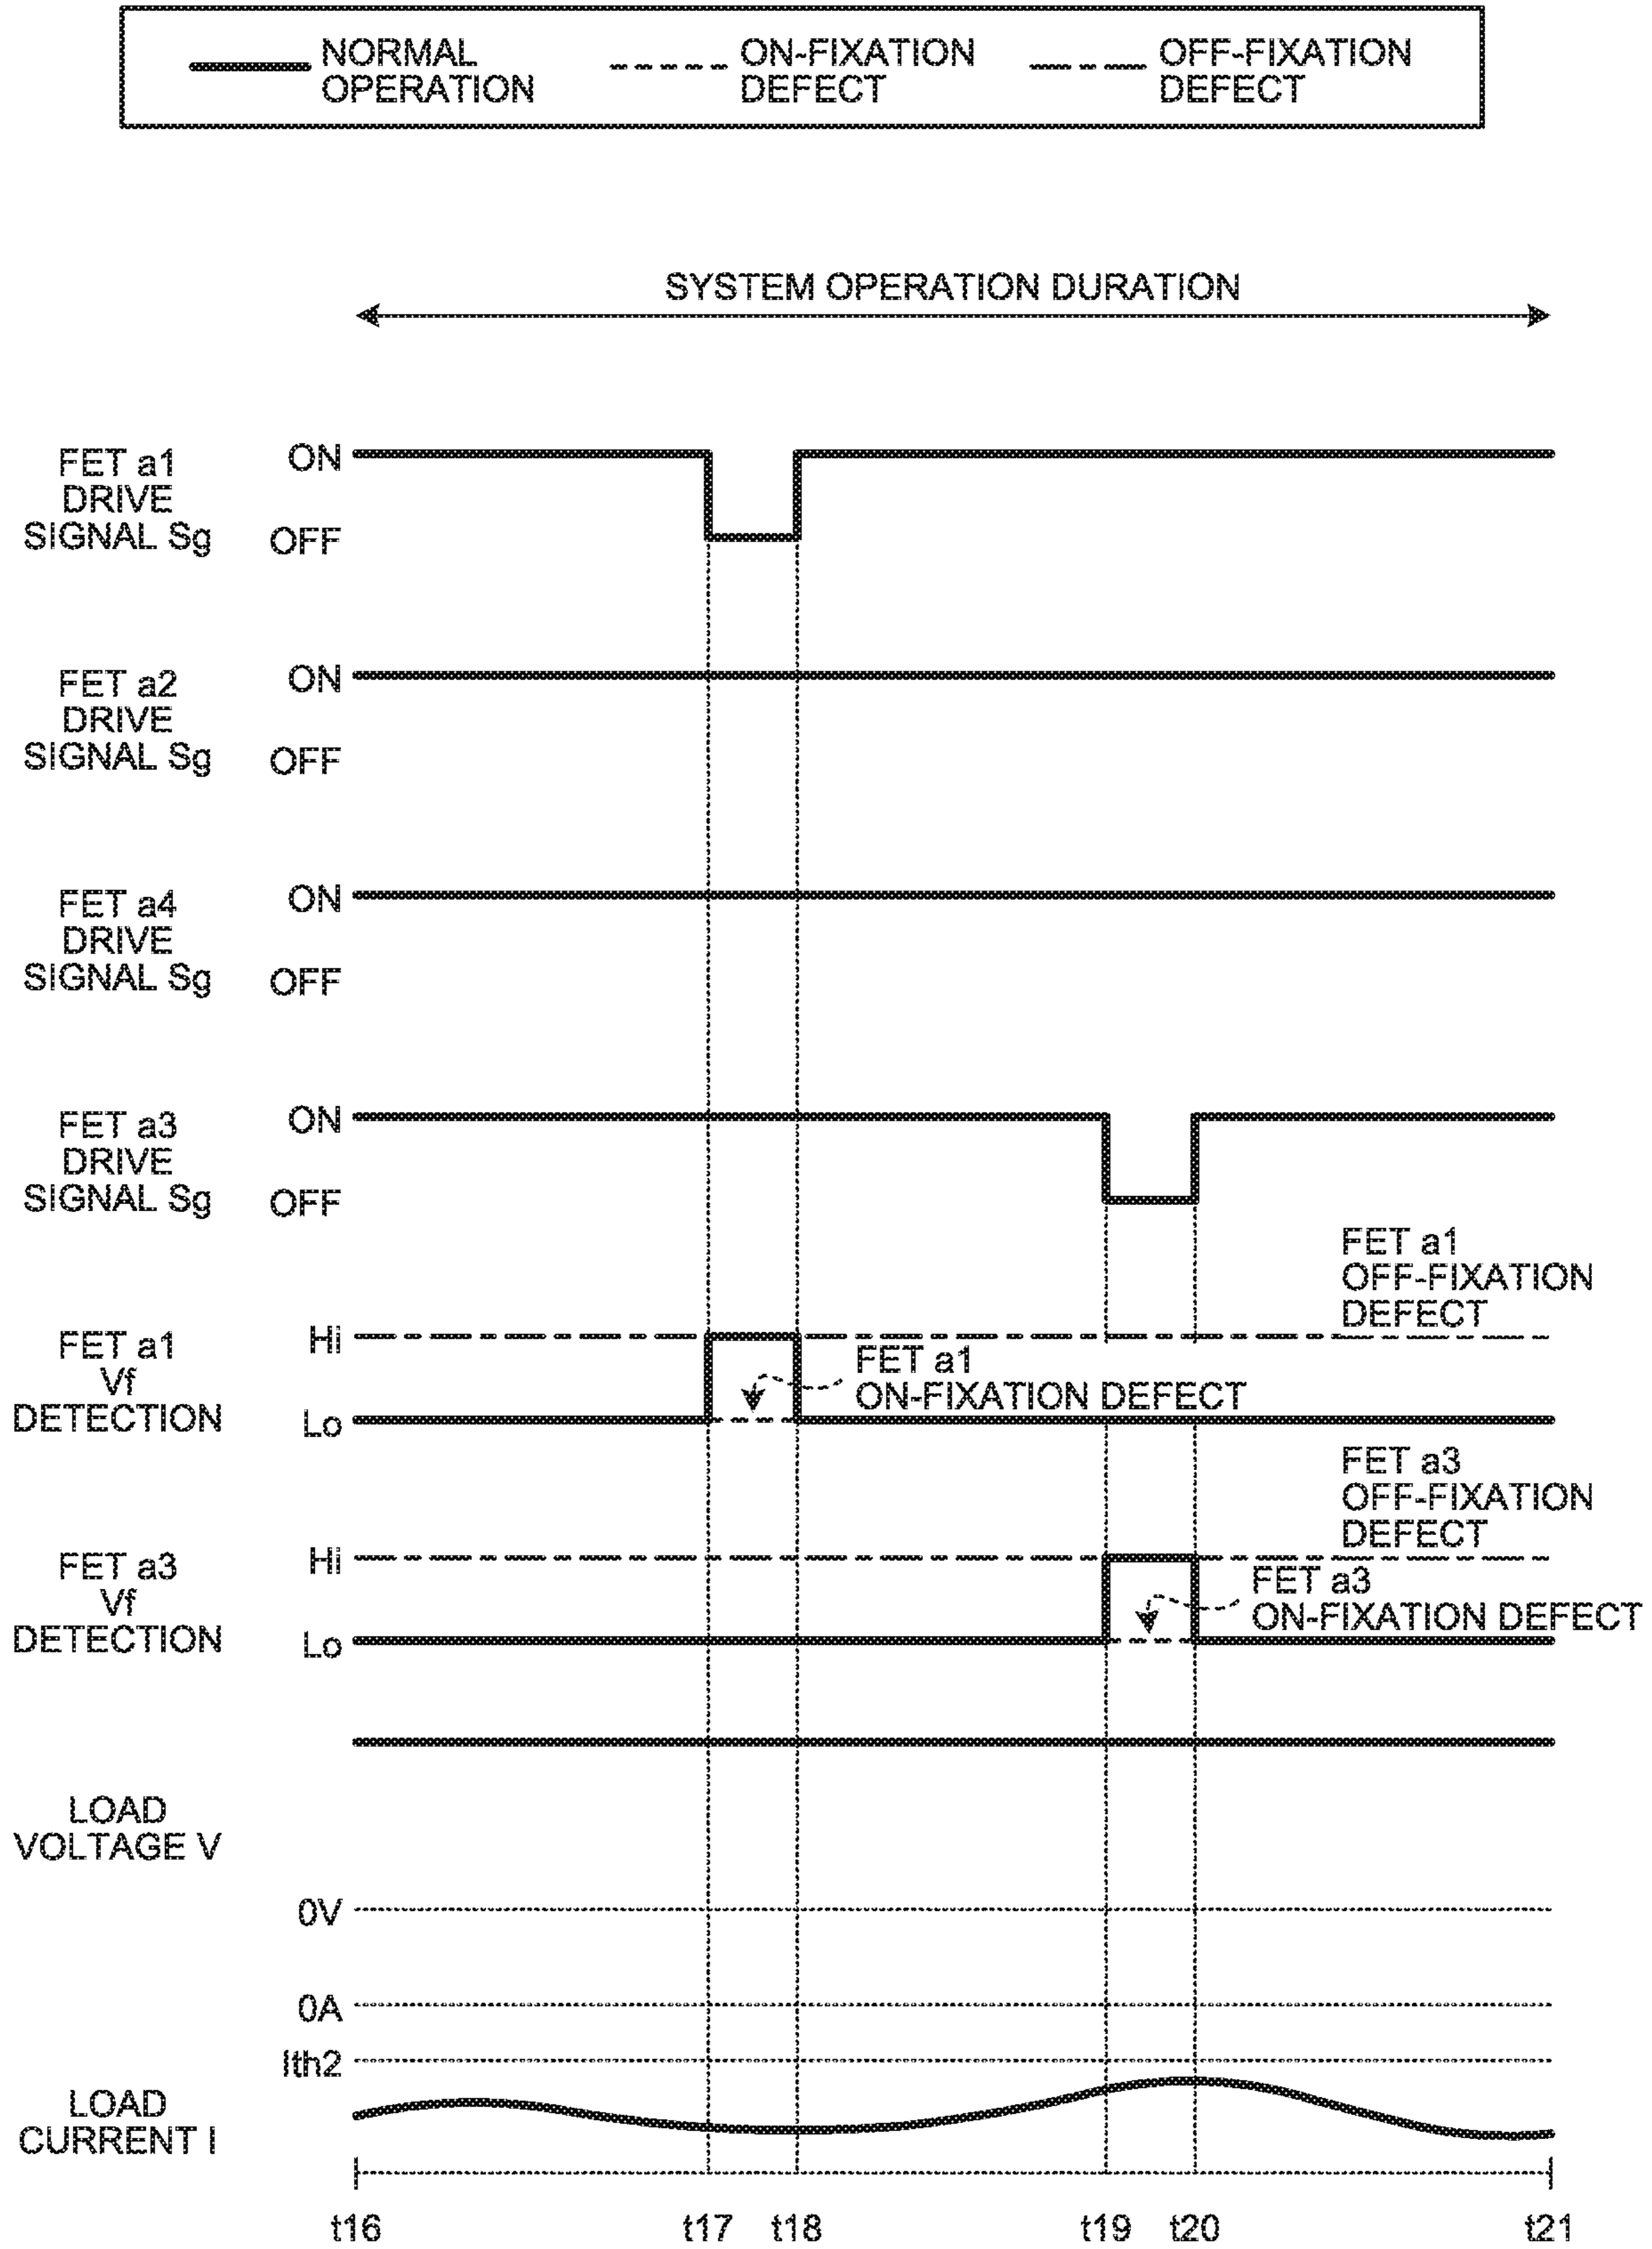 NORMAL
OPERATION
ON-FIXATION
DEFECT
OFF-FIXATION
DEFECT
SYSTEM OPERATION DURATION
FET a1
DRIVE
SIGNAL Sg
ON
OFF
FET a2
DRIVE
SIGNAL Sg
ON
OFF
FET a4
DRIVE
SIGNAL Sg
ON
OFF
FET a3
DRIVE
SIGNAL Sg
ON
OFF
FET a1
OFF-FIXATION
DEFECT
FET a1
Vf
DETECTION
Hi
Lo
FET a1
ON-FIXATION DEFECT
FET a3
OFF-FIXATION
DEFECT
FET a3
Vf
DETECTION
Hi
Lo
FET a3
ON-FIXATION DEFECT
LOAD
VOLTAGE V
0V
0A
Ith2
LOAD
CURRENT I
t16 t17 t18 t19 t20 t21